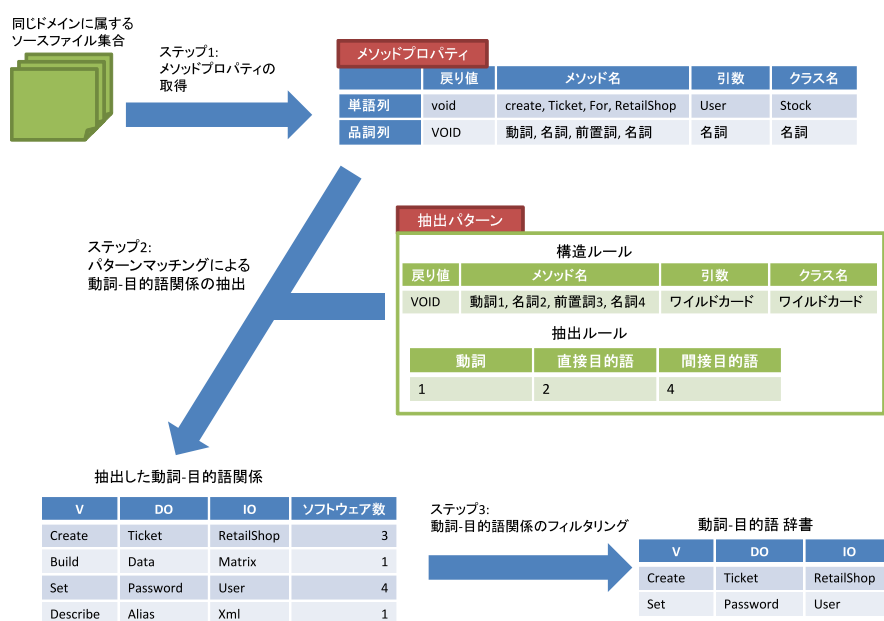 同じドメインに属する
ソースファイル集合
ステップ1:
メソッドプロパティの
取得
メソッドプロパティ
戻り値 メソッド名 引数 クラス名
単語列 void create, Ticket, For, RetailShop User Stock
品詞列 VOID 動詞, 名詞, 前置詞, 名詞 名詞 名詞
ステップ2:
パターンマッチングによる
動詞-目的語関係の抽出
抽出パターン
構造ルール
戻り値 メソッド名 引数 クラス名
VOID 動詞1, 名詞2, 前置詞3, 名詞4 ワイルドカード ワイルドカード
抽出ルール
動詞 直接目的語 間接目的語
1 2 4
抽出した動詞-目的語関係
V DO IO ソフトウェア数
Create Ticket RetailShop 3
Build Data Matrix 1
Set Password User 4
Describe Alias Xml 1
ステップ3:
動詞-目的語関係のフィルタリング
動詞-目的語 辞書
V DO IO
Create Ticket RetailShop
Set Password User